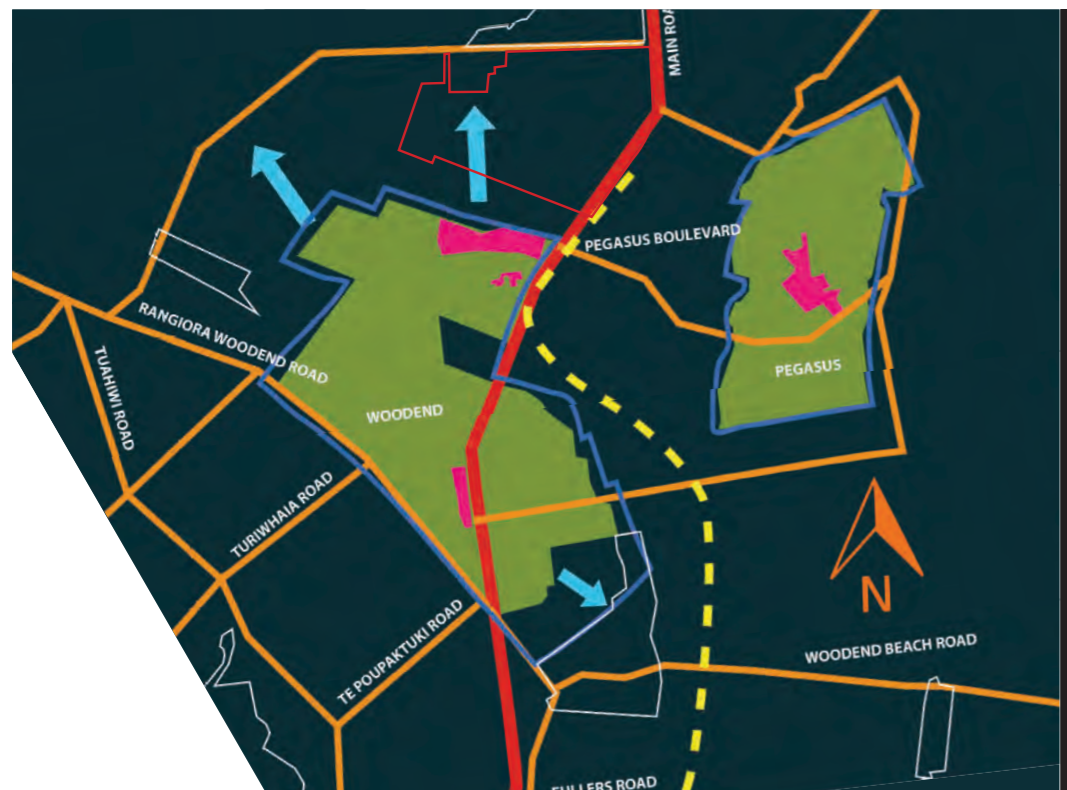 MAIN ROA
PEGASUS BOULEVARD
RANGIORA WOODEND ROAD
TUAHIWI ROAD
PEGASUS
WOODEND
TURIWHAIA ROAD
N
TE POUPAKTUKI ROAD
WOODEND BEACH ROAD
FULLERS ROAD